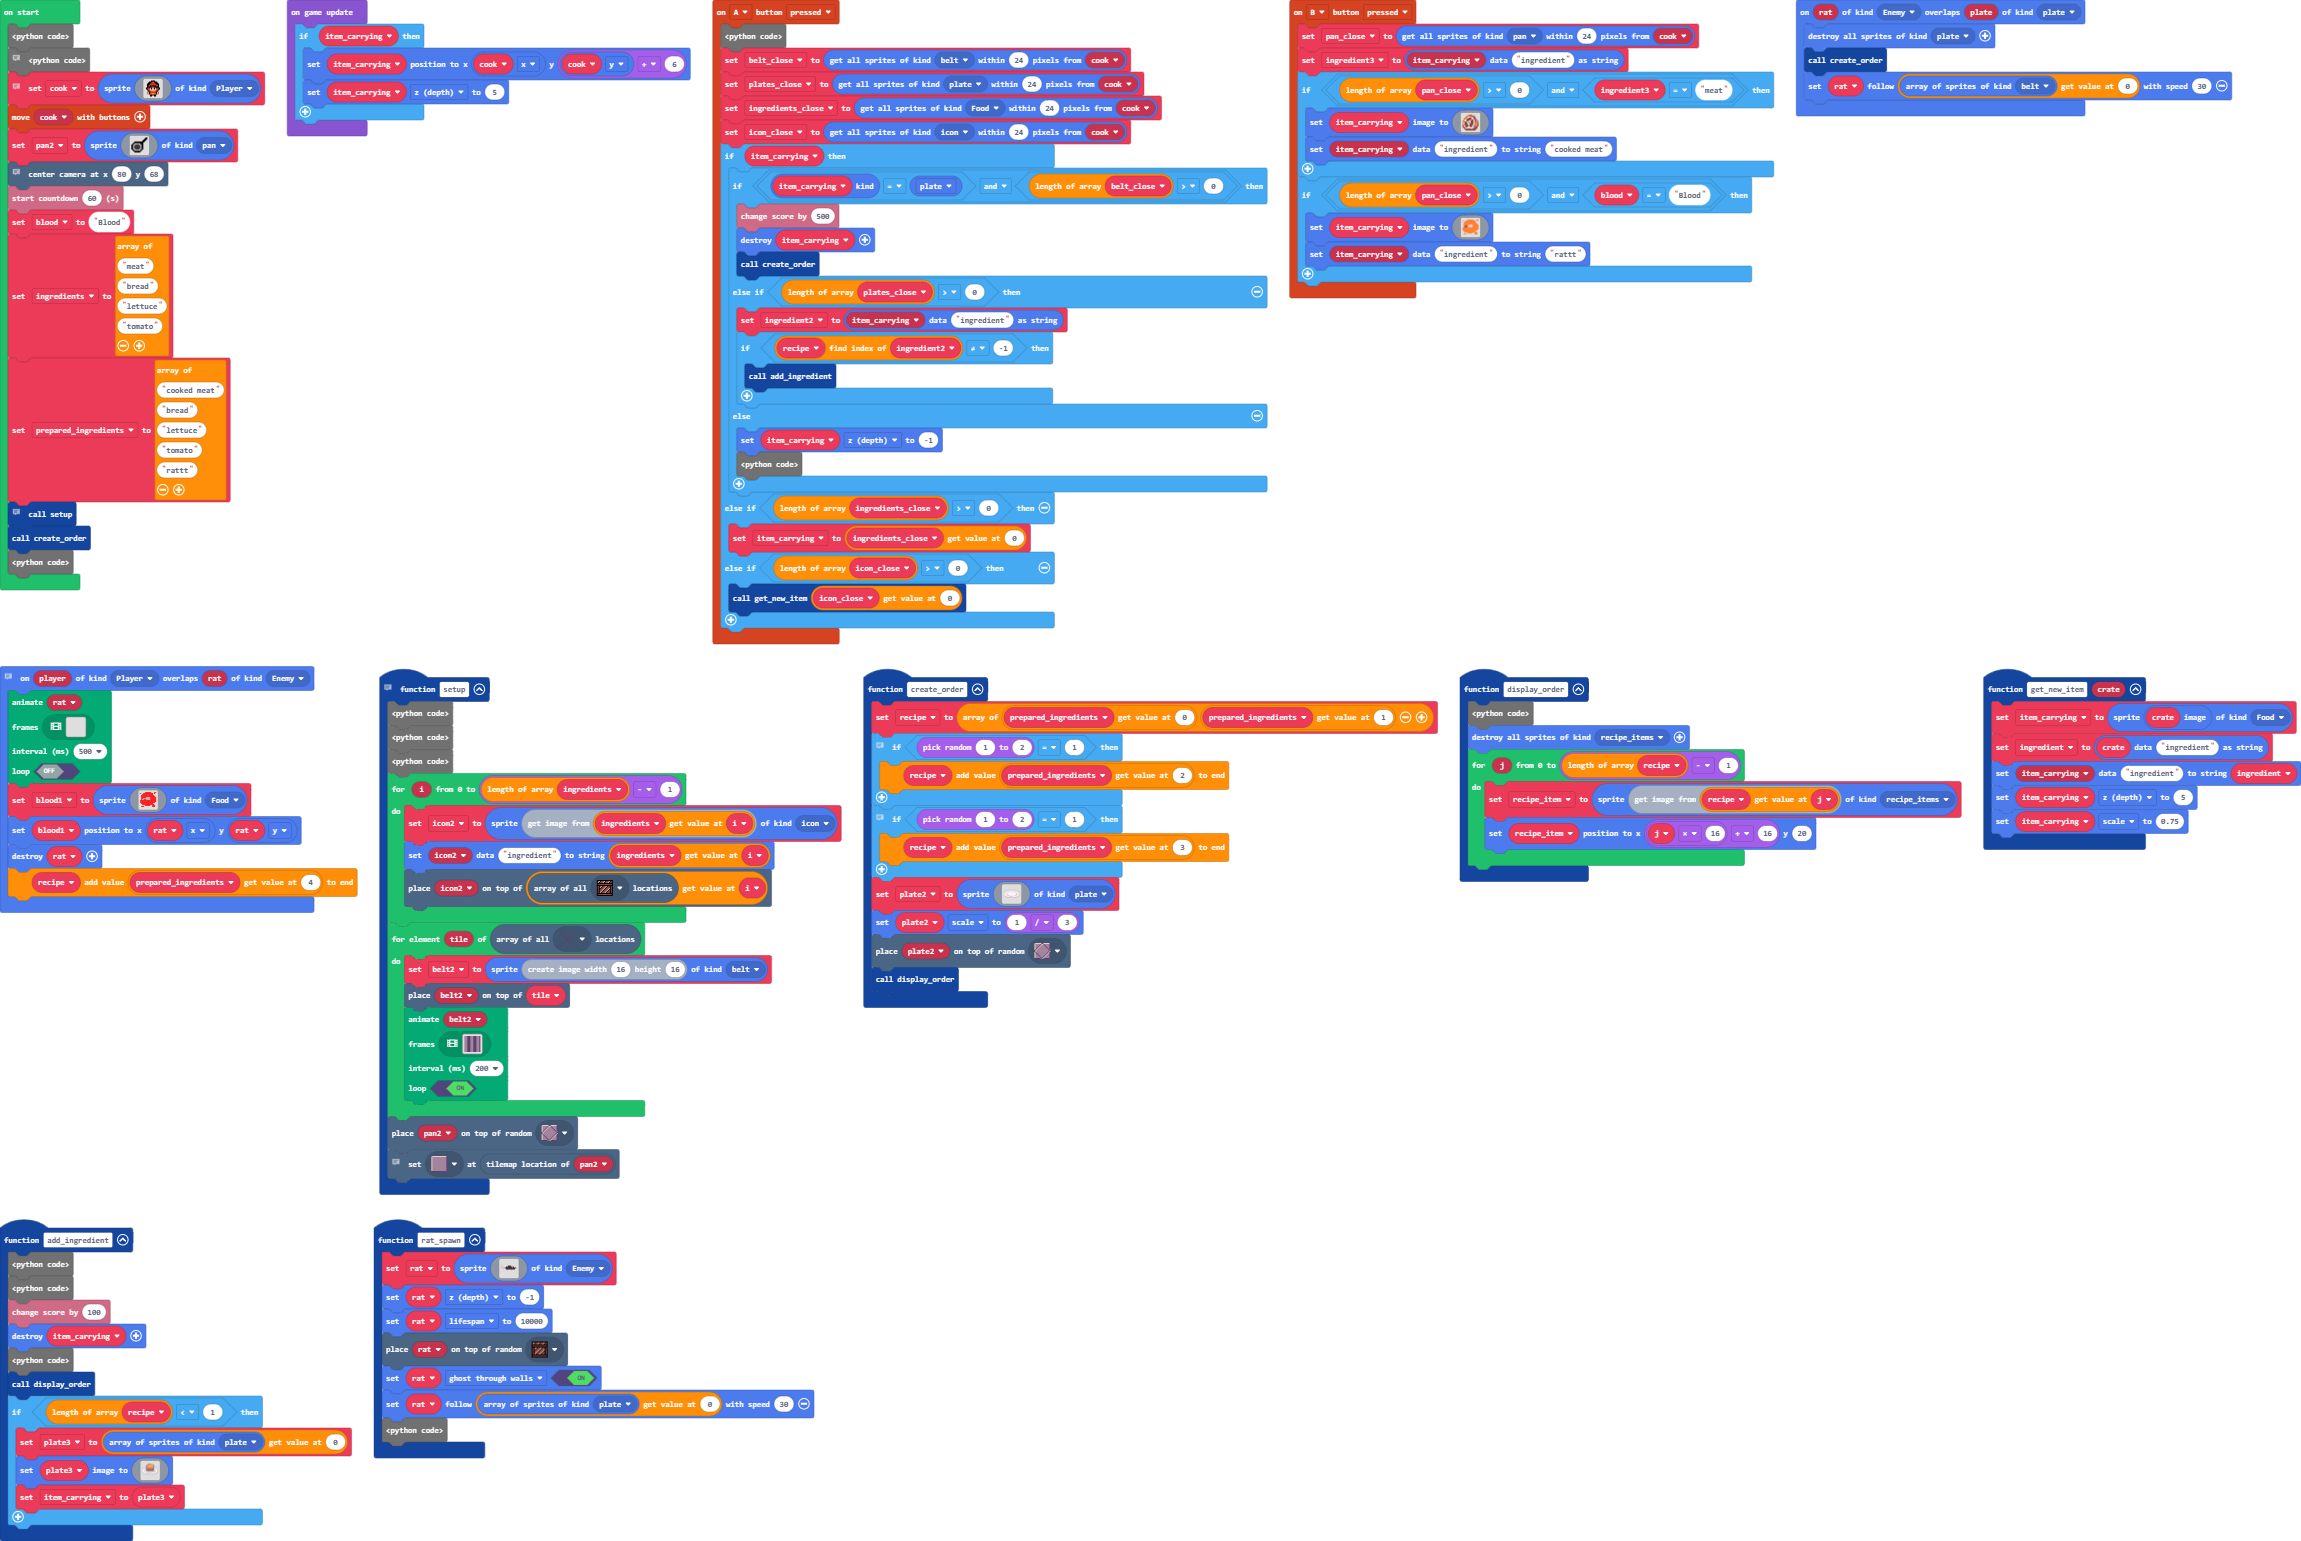 on start
<python code>
<python code>
set cook to sprite of kind Player
move cook with buttons
set pan2 to sprite of kind pan
center camera at x 80 y 68
start countdown 60 (s)
set blood to "Blood"
set ingredients to array of
"meat"
"bread"
"lettuce"
"tomato"
set prepared_ingredients to array of
"cooked meat"
"bread"
"lettuce"
"tomato"
"rattt"
call setup
call create_order
<python code>
on game update
if item_carrying then
set item_carrying position to x cook x y cook y + 6
set item_carrying z (depth) to 5
on A button pressed
<python code>
set belt_close to get all sprites of kind belt within 24 pixels from cook
set plates_close to get all sprites of kind plate within 24 pixels from cook
set ingredients_close to get all sprites of kind Food within 24 pixels from cook
set icon_close to get all sprites of kind icon within 24 pixels from cook
if item_carrying then
if item_carrying kind = plate and length of array belt_close > 0 then
change score by 500
destroy item_carrying
call create_order
else if length of array plates_close > 0 then
set ingredient2 to item_carrying data "ingredient" as string
if recipe find index of ingredient2 ≠ -1 then
call add_ingredient
else
set item_carrying z (depth) to -1
<python code>
else if length of array ingredients_close > 0 then
set item_carrying to ingredients_close get value at 0
else if length of array icon_close > 0 then
call get_new_item icon_close get value at 0
on B button pressed
set pan_close to get all sprites of kind pan within 24 pixels from cook
set ingredient3 to item_carrying data "ingredient" as string
if length of array pan_close > 0 and ingredient3 = "meat" then
set item_carrying image to
set item_carrying data "ingredient" to string "cooked meat"
if length of array pan_close > 0 and blood = "Blood" then
set item_carrying image to
set item_carrying data "ingredient" to string "rattt"
on rat of kind Enemy overlaps plate of kind plate
destroy all sprites of kind plate
call create_order
set rat follow array of sprites of kind belt get value at 0 with speed 30
on player of kind Player overlaps rat of kind Enemy
animate rat
frames
interval (ms) 500
loop OFF
set blood1 to sprite of kind Food
set blood1 position to x rat x y rat y
destroy rat
recipe add value prepared_ingredients get value at 4 to end
function setup
<python code>
<python code>
<python code>
for i from 0 to length of array ingredients - 1
do
set icon2 to sprite get image from ingredients get value at i of kind icon
set icon2 data "ingredient" to string ingredients get value at i
place icon2 on top of array of all locations get value at i
for element tile of array of all locations
do
set belt2 to sprite create image width 16 height 16 of kind belt
place belt2 on top of tile
animate belt2
frames
interval (ms) 200
loop ON
place pan2 on top of random
set at tilemap location of pan2
function create_order
set recipe to array of prepared_ingredients get value at 0 prepared_ingredients get value at 1
if pick random 1 to 2 = 1 then
recipe add value prepared_ingredients get value at 2 to end
if pick random 1 to 2 = 1 then
recipe add value prepared_ingredients get value at 3 to end
set plate2 to sprite of kind plate
set plate2 scale to 1 / 3
place plate2 on top of random
call display_order
function display_order
<python code>
destroy all sprites of kind recipe_items
for j from 0 to length of array recipe - 1
do
set recipe_item to sprite get image from recipe get value at j of kind recipe_items
set recipe_item position to x j × 16 + 16 y 20
function get_new_item crate
set item_carrying to sprite crate image of kind Food
set ingredient to crate data "ingredient" as string
set item_carrying data "ingredient" to string ingredient
set item_carrying z (depth) to 5
set item_carrying scale to 0.75
function add_ingredient
<python code>
<python code>
change score by 100
destroy item_carrying
<python code>
call display_order
if length of array recipe < 1 then
set plate3 to array of sprites of kind plate get value at 0
set plate3 image to
set item_carrying to plate3
function rat_spawn
set rat to sprite of kind Enemy
set rat z (depth) to -1
set rat lifespan to 10000
place rat on top of random
set rat ghost through walls ON
set rat follow array of sprites of kind plate get value at 0 with speed 30
<python code>